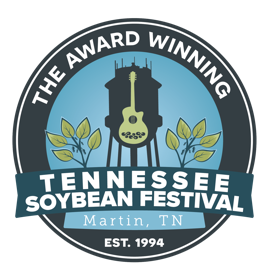 THE AWARD WINNING
TENNESSEE
SOYBEAN FESTIVAL
Martin, TN
EST. 1994